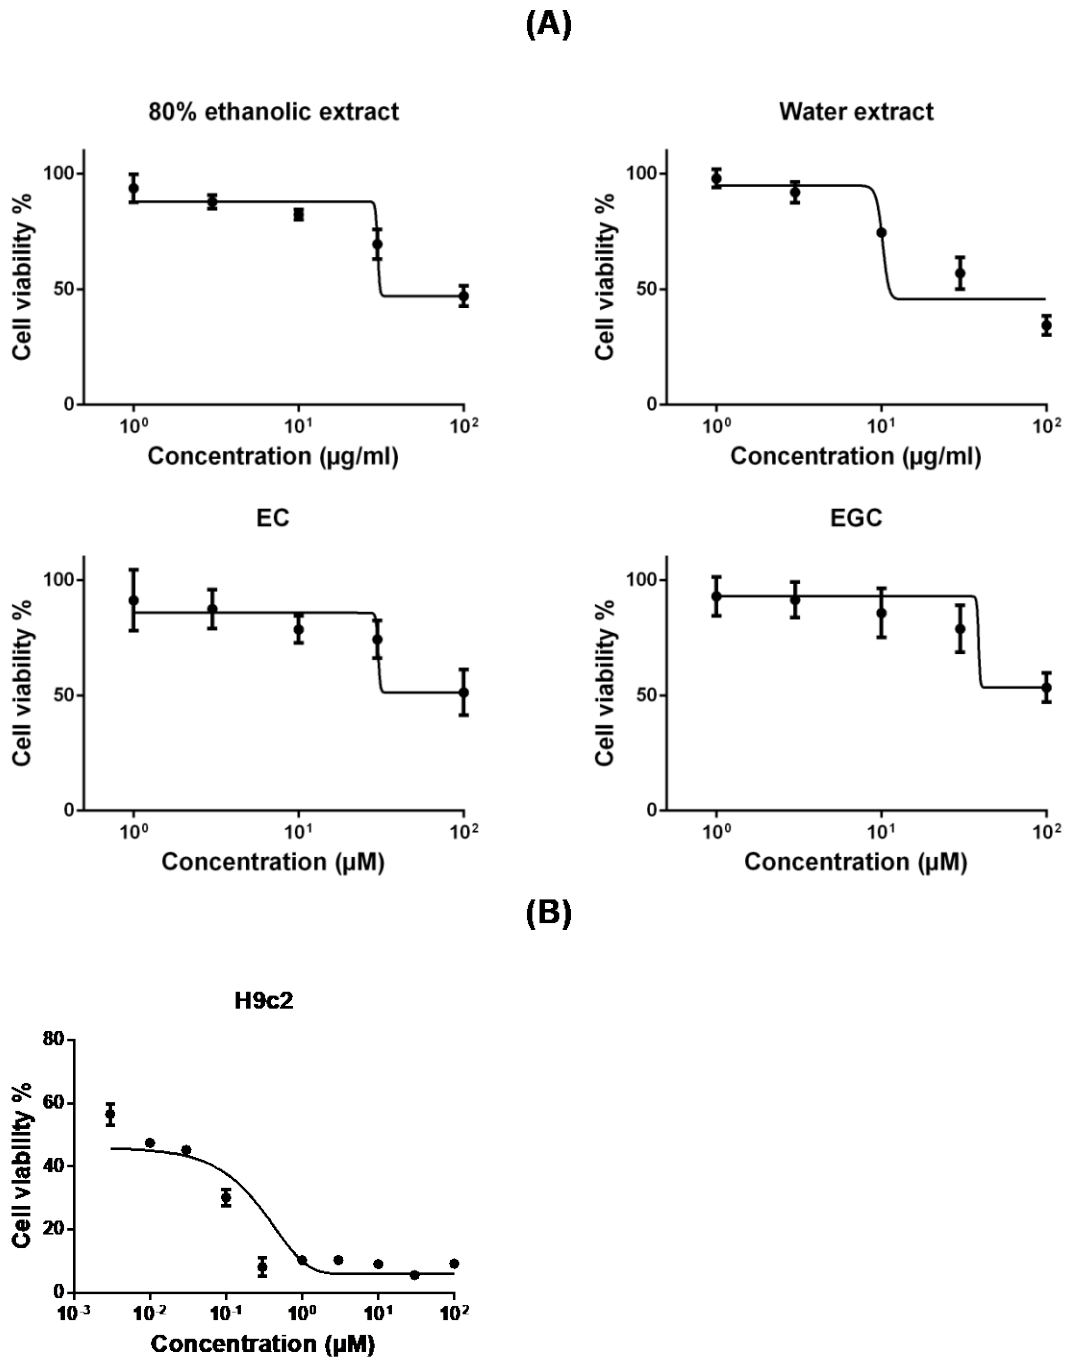 (A)
80% ethanolic extract
Cell viability %
100
50
0
10⁰
10¹
10²
Concentration (µg/ml)
Water extract
Cell viability %
100
50
0
10⁰
10¹
10²
Concentration (µg/ml)
EC
Cell viability %
100
50
0
10⁰
10¹
10²
Concentration (µM)
EGC
Cell viability %
100
50
0
10⁰
10¹
10²
Concentration (µM)
(B)
H9c2
Cell viability %
80
60
40
20
0
10⁻³
10⁻²
10⁻¹
10⁰
10¹
10²
Concentration (µM)